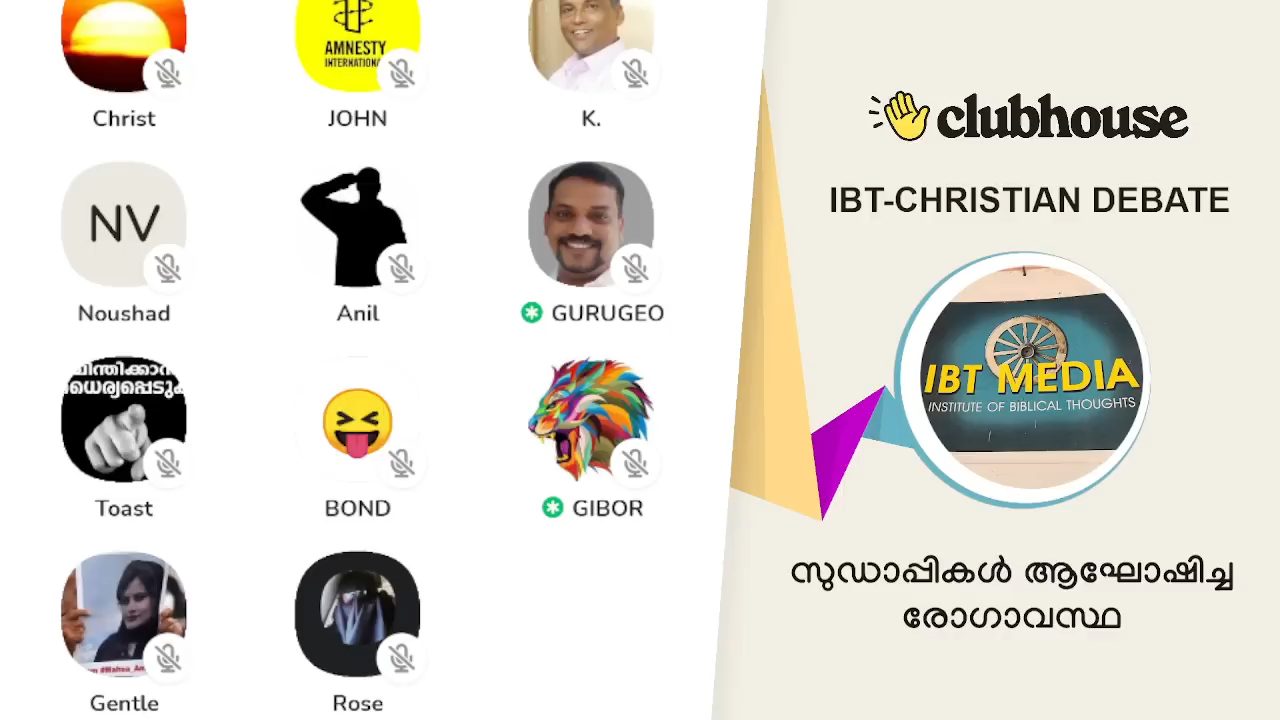 AMNESTY
INTERNATIONAL
Christ
JOHN
K.
NV
Noushad
Anil
GURUGEO
Toast
BOND
GIBOR
Gentle
Rose
clubhouse
IBT-CHRISTIAN DEBATE
IBT MEDIA
INSTITUTE OF BIBLICAL THOUGHTS
സുഡാപ്പികൾ ആഘോഷിച്ച
രോഗാവസ്ഥ